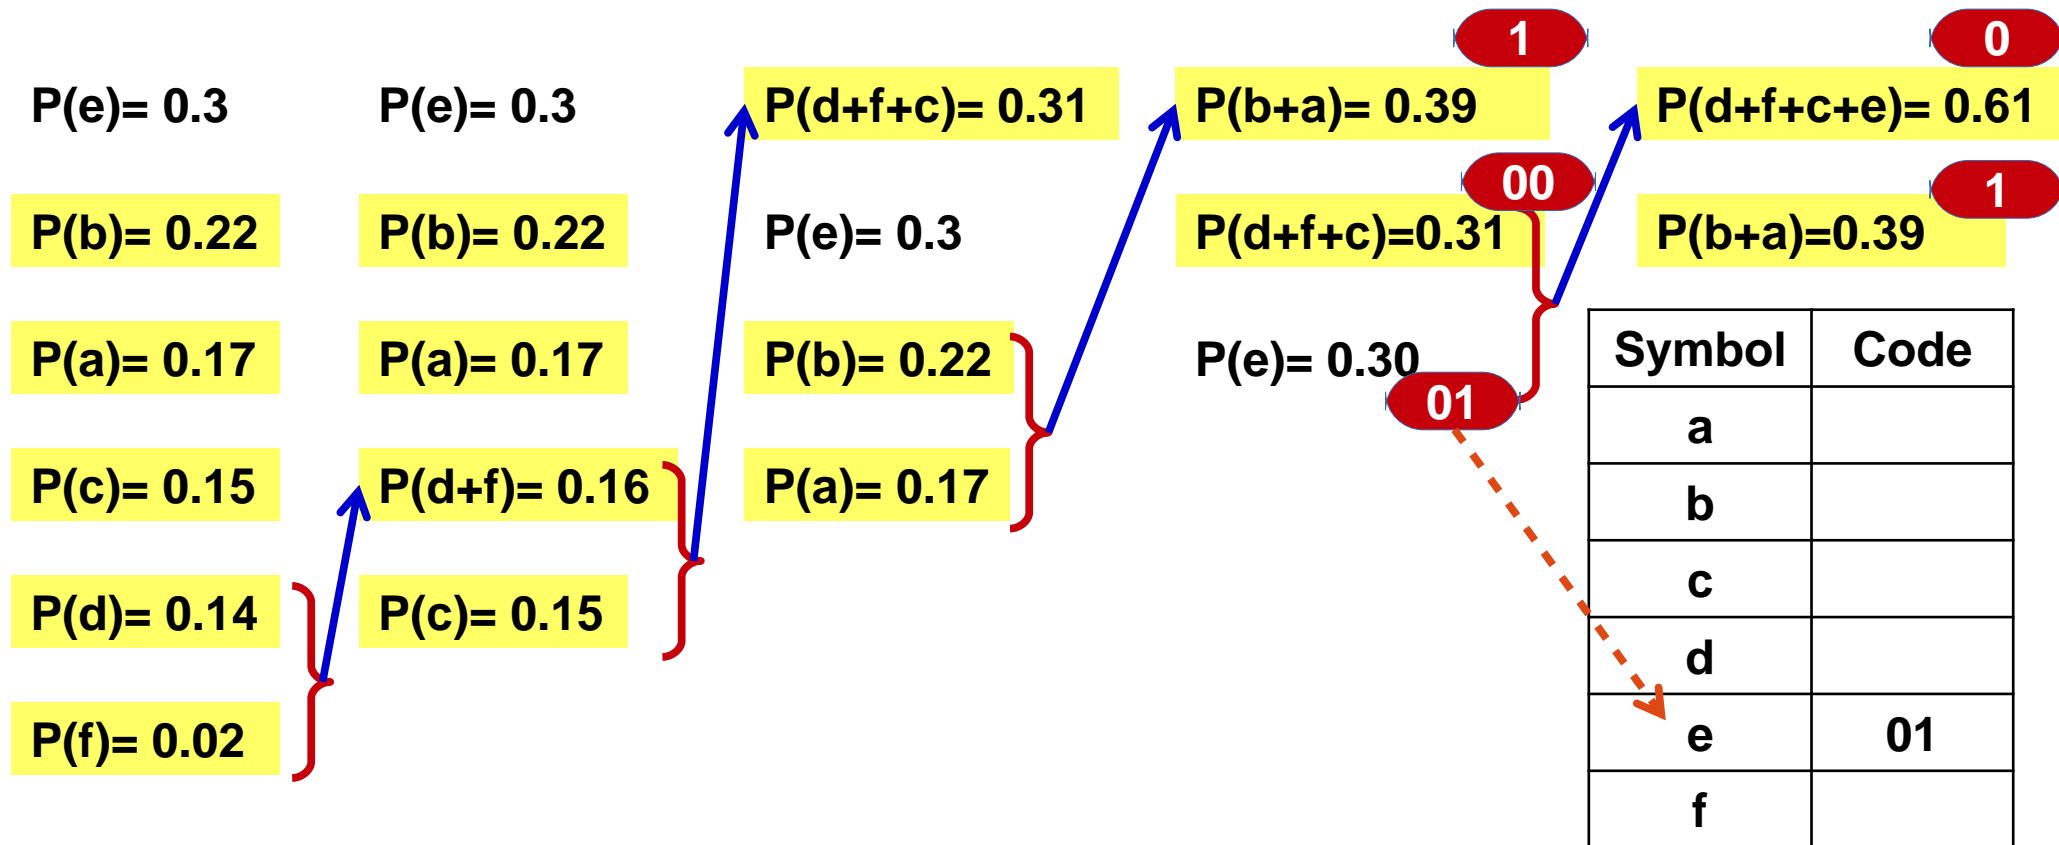 1 0
P(e)= 0.3 P(e)= 0.3 P(d+f+c)= 0.31 P(b+a)= 0.39 P(d+f+c+e)= 0.61
00 1
P(b)= 0.22 P(b)= 0.22 P(e)= 0.3 P(d+f+c)=0.31 P(b+a)=0.39
P(a)= 0.17 P(a)= 0.17 P(b)= 0.22 P(e)= 0.30
01
P(c)= 0.15 P(d+f)= 0.16 P(a)= 0.17
P(d)= 0.14 P(c)= 0.15
P(f)= 0.02
Symbol Code
a
b
c
d
e 01
f